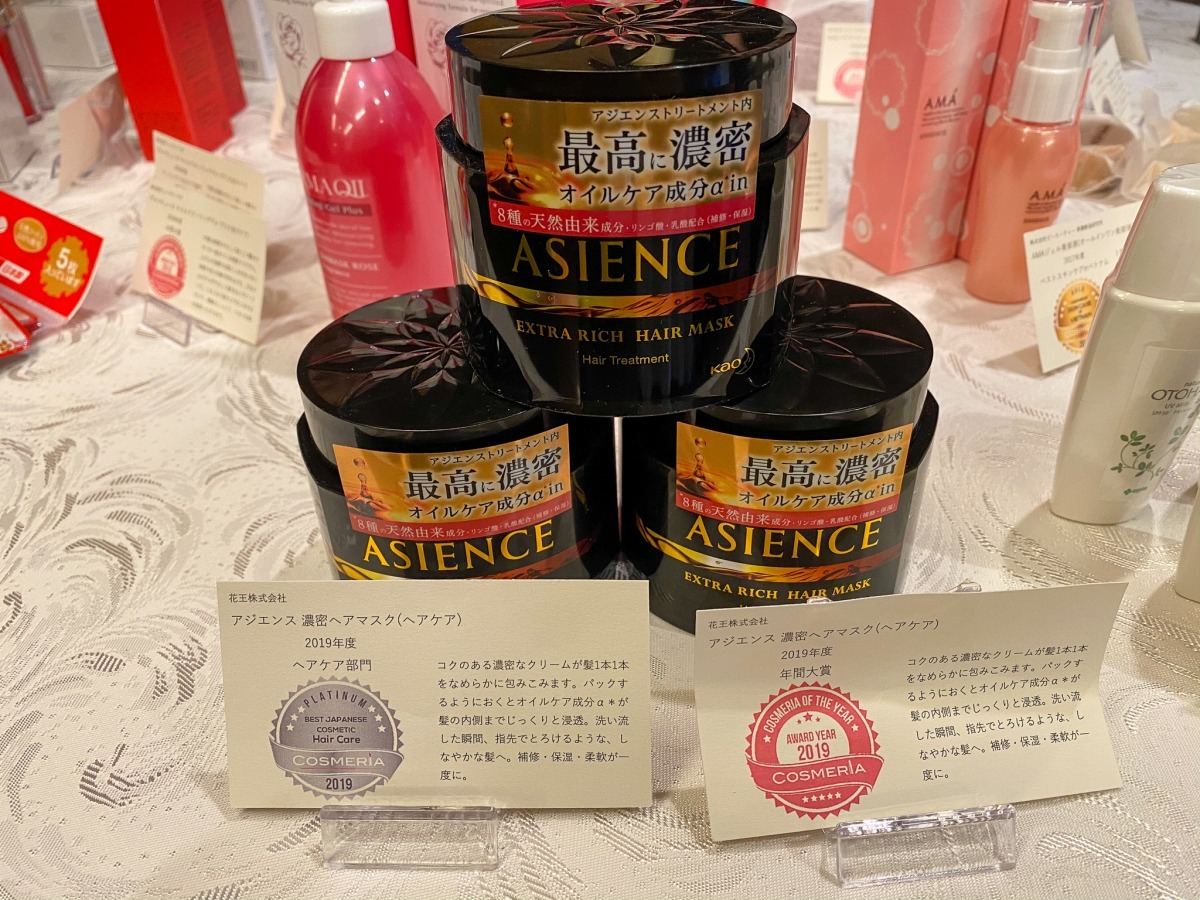 アジエンストリートメント内
最高に濃密
オイルケア成分α*in
*8種の天然由来成分・リンゴ酸・乳酸配合(補修・保湿)
ASIENCE
EXTRA RICH HAIR MASK
Hair Treatment
Kao
アジエンストリートメント内
最高に濃密
オイルケア成分α*in
*8種の天然由来成分・リンゴ酸・乳酸配合(補修・保湿)
ASIENCE
アジエンストリートメント内
最高に濃密
オイルケア成分α*in
*8種の天然由来成分・リンゴ酸・乳酸配合(補修・保湿)
ASIENCE
EXTRA RICH HAIR MASK
花王株式会社
アジエンス 濃密ヘアマスク(ヘアケア)
2019年度
ヘアケア部門
PLATINUM
BEST JAPANESE
COSMETIC
Hair Care
COSMERIA
2019
コクのある濃密なクリームが髪1本1本
をなめらかに包みこみます。パックす
るようにおくとオイルケア成分α*が
髪の内側までじっくりと浸透。洗い流
した瞬間、指先でとろけるような、し
なやかな髪へ。補修・保湿・柔軟が一
度に。
花王株式会社
アジエンス 濃密ヘアマスク(ヘアケア)
2019年度
年間大賞
COSMERIA OF THE YEAR
AWARD YEAR
2019
COSMERIA
コクのある濃密なクリームが髪1本1本
をなめらかに包みこみます。パックす
るようにおくとオイルケア成分α*が
髪の内側までじっくりと浸透。洗い流
した瞬間、指先でとろけるような、し
なやかな髪へ。補修・保湿・柔軟が一
度に。
MAQII
Gel Plus
AMA
AMA
2017年度
OTOH
5枚
日本製